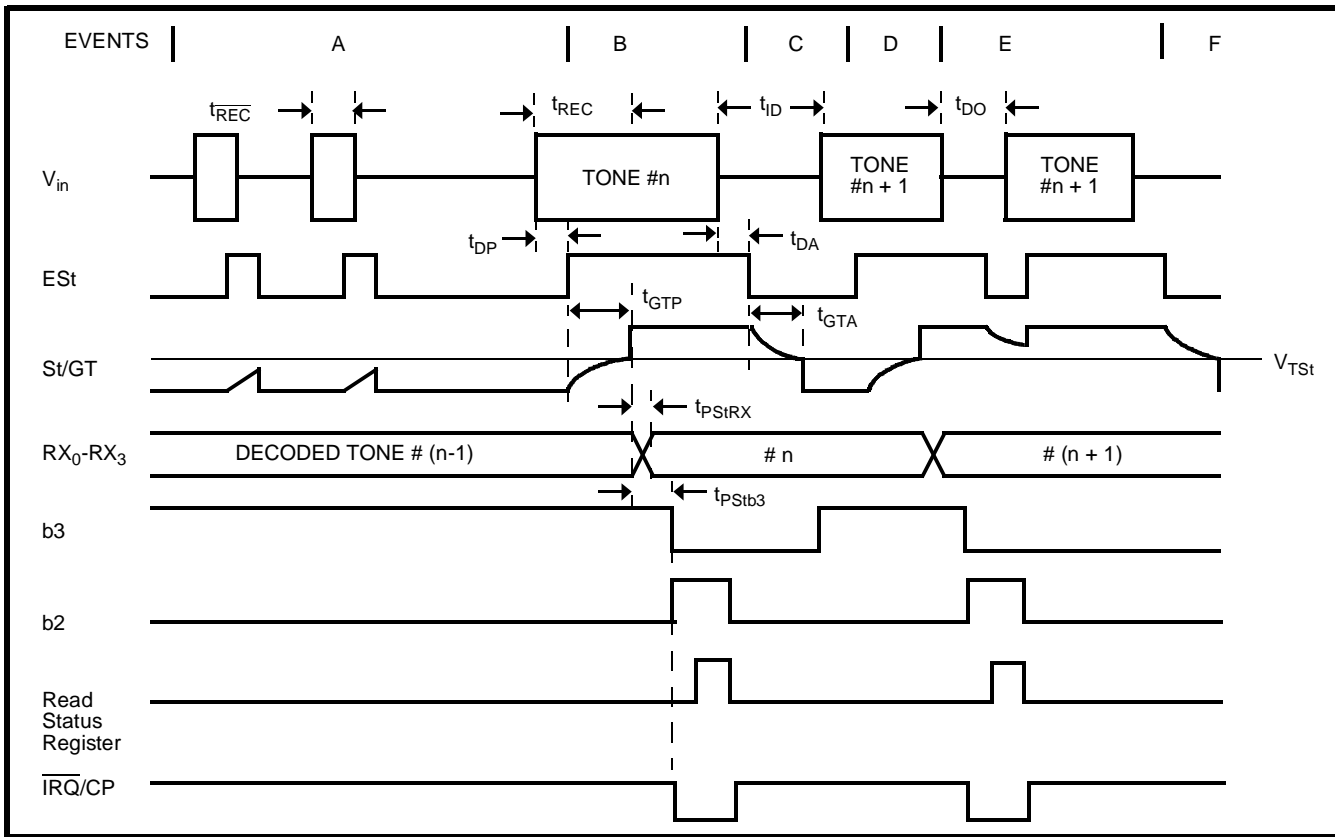 EVENTS A B C D E F
tREC tREC tID tDO
Vin TONE #n TONE #n + 1 TONE #n + 1
tDP tDA
ESt
tGTP tGTA
St/GT VTSt
tPStRX
RX0-RX3 DECODED TONE # (n-1) # n # (n + 1)
tPStb3
b3
b2
Read
Status
Register
IRQ/CP